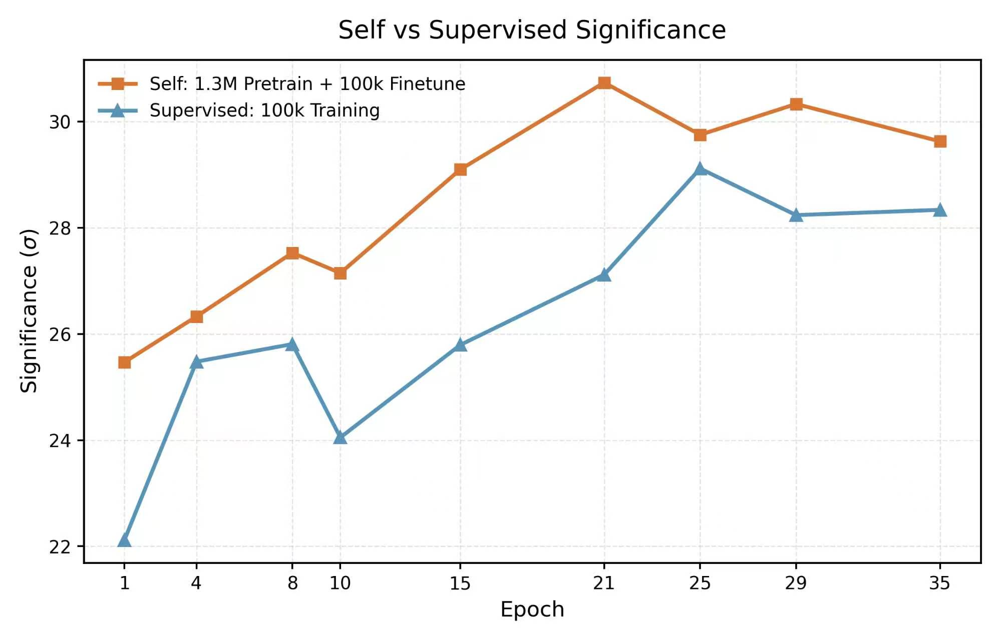 Self vs Supervised Significance
Self: 1.3M Pretrain + 100k Finetune
Supervised: 100k Training
30
28
26
24
22
Significance (σ)
1 4 8 10 15 21 25 29 35
Epoch